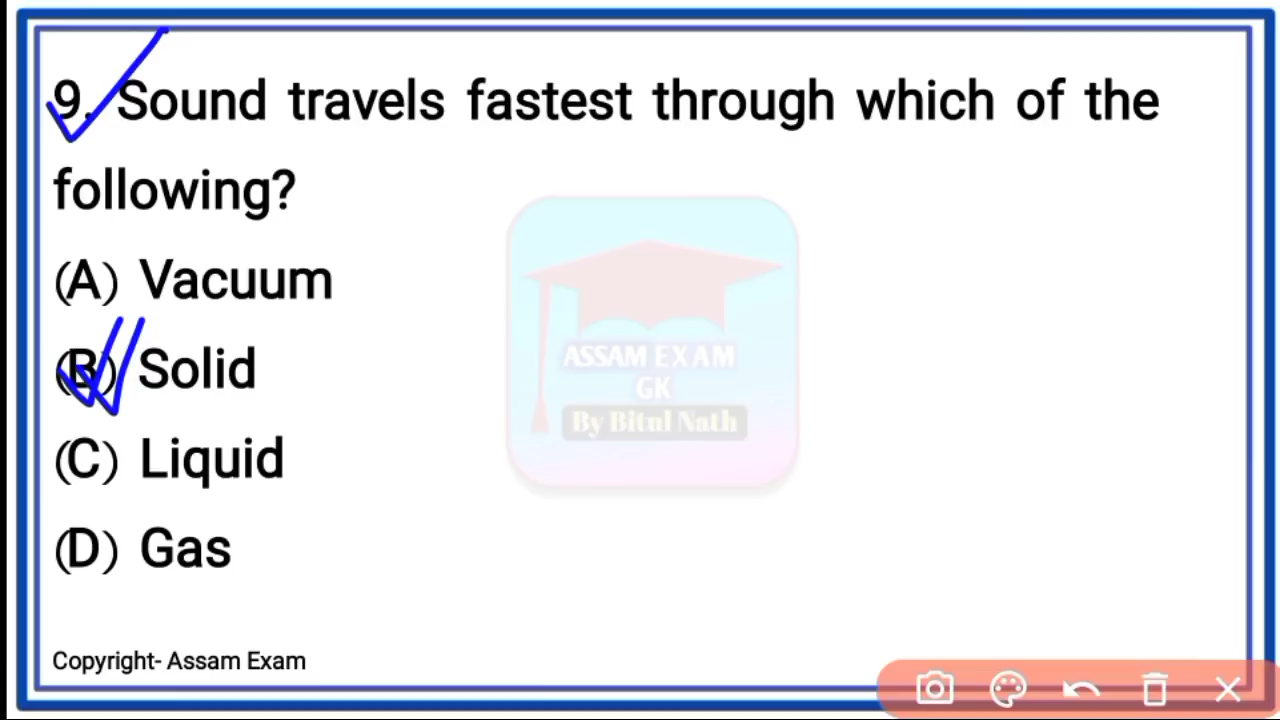 9. Sound travels fastest through which of the
following?
(A) Vacuum
(B) Solid
(C) Liquid
(D) Gas
ASSAM EXAM
GK
By Bitul Nath
Copyright- Assam Exam